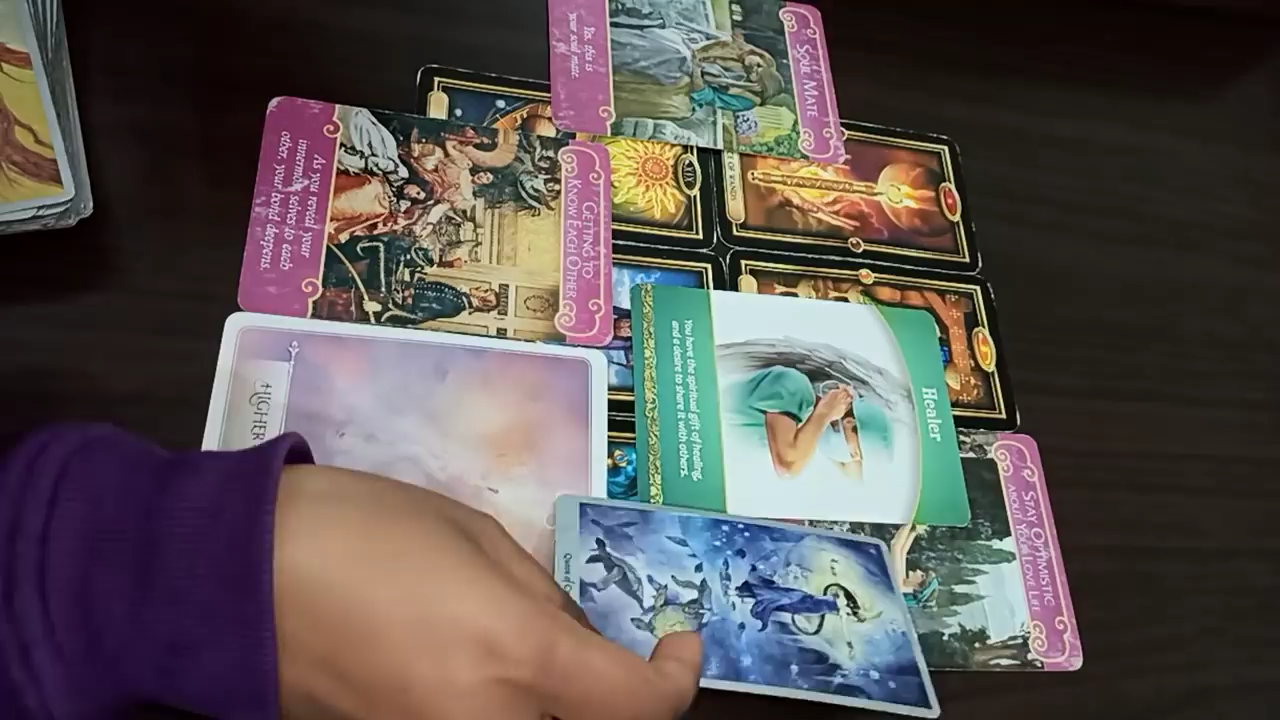 SOUL MATE
Yes, this is
your soul mate.
GETTING TO
KNOW EACH OTHER
As you reveal your
innermost selves to each
other, your bond deepens.
XIX
OF WANDS
Healer
You have the spiritual gift of healing,
and a desire to share it with others.
HIGHER
STAY OPTIMISTIC
ABOUT YOUR LOVE LIFE
Queen of